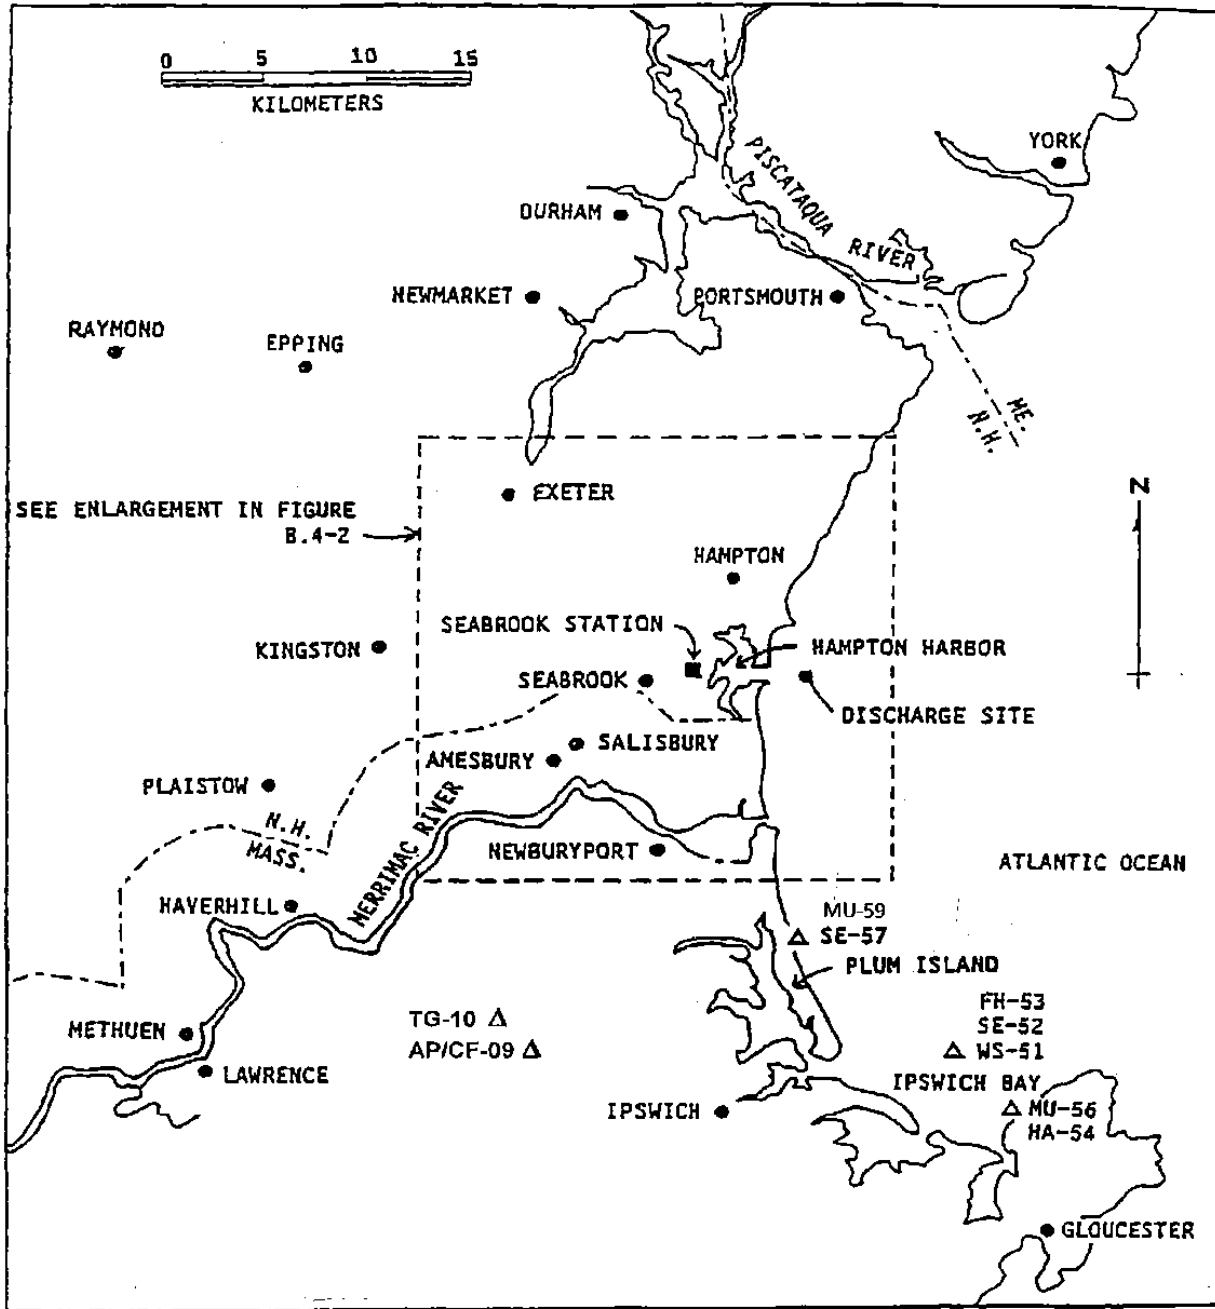 0 5 10 15
KILOMETERS
YORK
PISCATAQUA
RIVER
DURHAM
NEWMARKET
PORTSMOUTH
RAYMOND
EPPING
ME.
N.H.
SEE ENLARGEMENT IN FIGURE
B.4-2
EXETER
N
HAMPTON
SEABROOK STATION
KINGSTON
HAMPTON HARBOR
SEABROOK
DISCHARGE SITE
SALISBURY
AMESBURY
PLAISTOW
N.H.
MASS.
MERRIMAC RIVER
NEWBURYPORT
ATLANTIC OCEAN
HAVERHILL
MU-59
SE-57
PLUM ISLAND
FH-53
SE-52
WS-51
TG-10
AP/CF-09
METHUEN
LAWRENCE
IPSWICH BAY
IPSWICH
MU-56
HA-54
GLOUCESTER